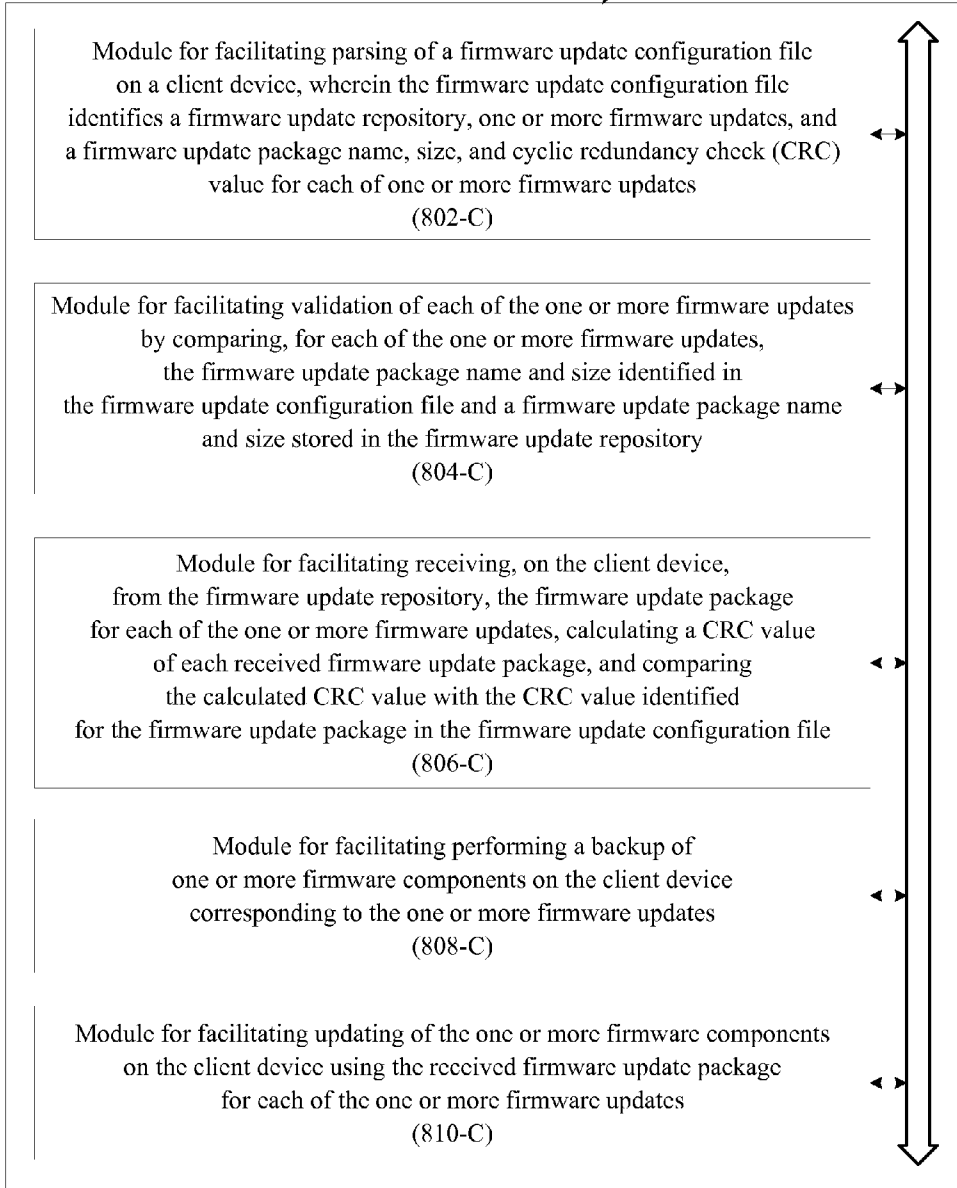 Module for facilitating parsing of a firmware update configuration file
on a client device, wherein the firmware update configuration file
identifies a firmware update repository, one or more firmware updates, and
a firmware update package name, size, and cyclic redundancy check (CRC)
value for each of one or more firmware updates
(802-C)
Module for facilitating validation of each of the one or more firmware updates
by comparing, for each of the one or more firmware updates,
the firmware update package name and size identified in
the firmware update configuration file and a firmware update package name
and size stored in the firmware update repository
(804-C)
Module for facilitating receiving, on the client device,
from the firmware update repository, the firmware update package
for each of the one or more firmware updates, calculating a CRC value
of each received firmware update package, and comparing
the calculated CRC value with the CRC value identified
for the firmware update package in the firmware update configuration file
(806-C)
Module for facilitating performing a backup of
one or more firmware components on the client device
corresponding to the one or more firmware updates
(808-C)
Module for facilitating updating of the one or more firmware components
on the client device using the received firmware update package
for each of the one or more firmware updates
(810-C)